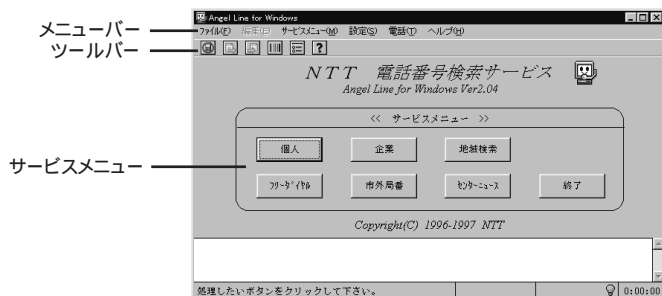 Angel Line for Windows
メニューバー
ファイル(F) 編集(E) サービスメニュー(M) 設定(S) 電話(T) ヘルプ(H)
ツールバー
NTT 電話番号検索サービス
Angel Line for Windows Ver2.04
<< サービスメニュー >>
個人 企業 地域検索
サービスメニュー
フリーダイヤル 市外局番 センターニュース 終了
Copyright(C) 1996-1997 NTT
処理したいボタンをクリックして下さい。 0:00:00